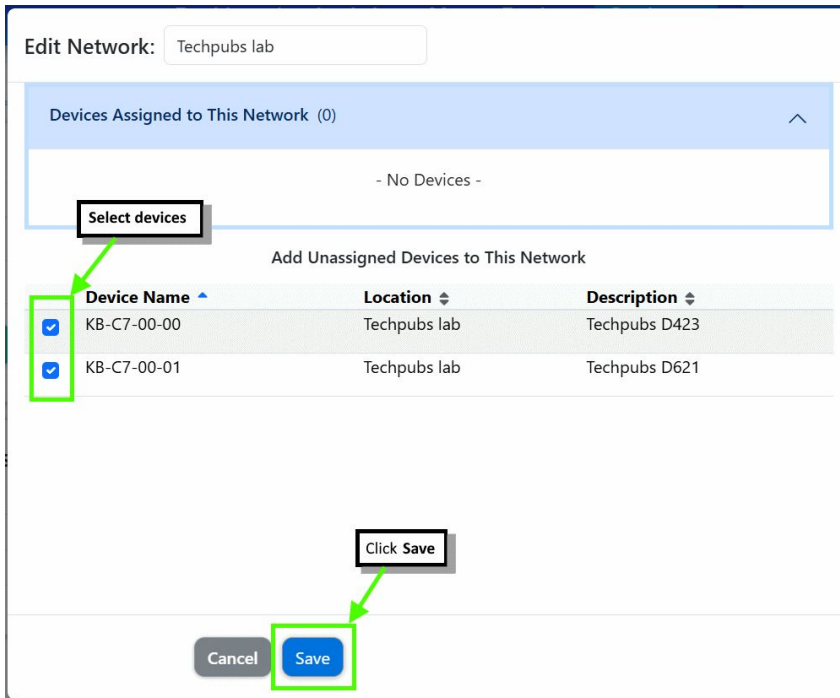 Edit Network: Techpubs lab
Devices Assigned to This Network (0)
- No Devices -
Select devices
Add Unassigned Devices to This Network
Device Name Location Description
KB-C7-00-00 Techpubs lab Techpubs D423
KB-C7-00-01 Techpubs lab Techpubs D621
Click Save
Cancel Save